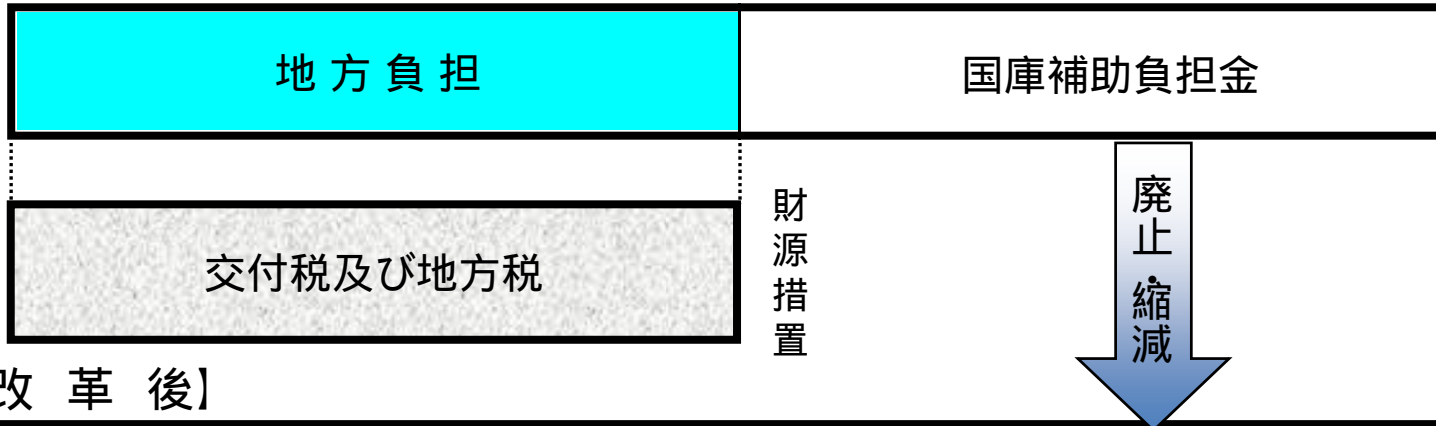 地方負担
国庫補助負担金
交付税及び地方税
財源措置
廃止・縮減
改革後】